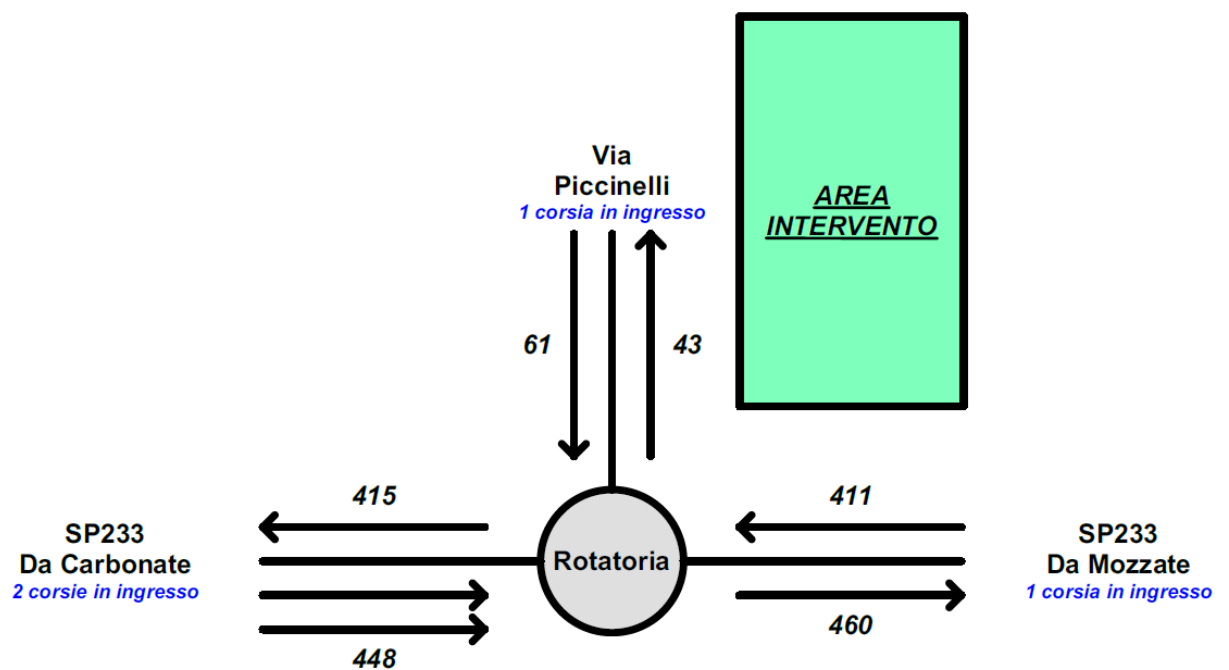 Via
Piccinelli
1 corsia in ingresso
AREA
INTERVENTO
61
43
415
411
SP233
Da Carbonate
2 corsie in ingresso
Rotatoria
SP233
Da Mozzate
1 corsia in ingresso
448
460